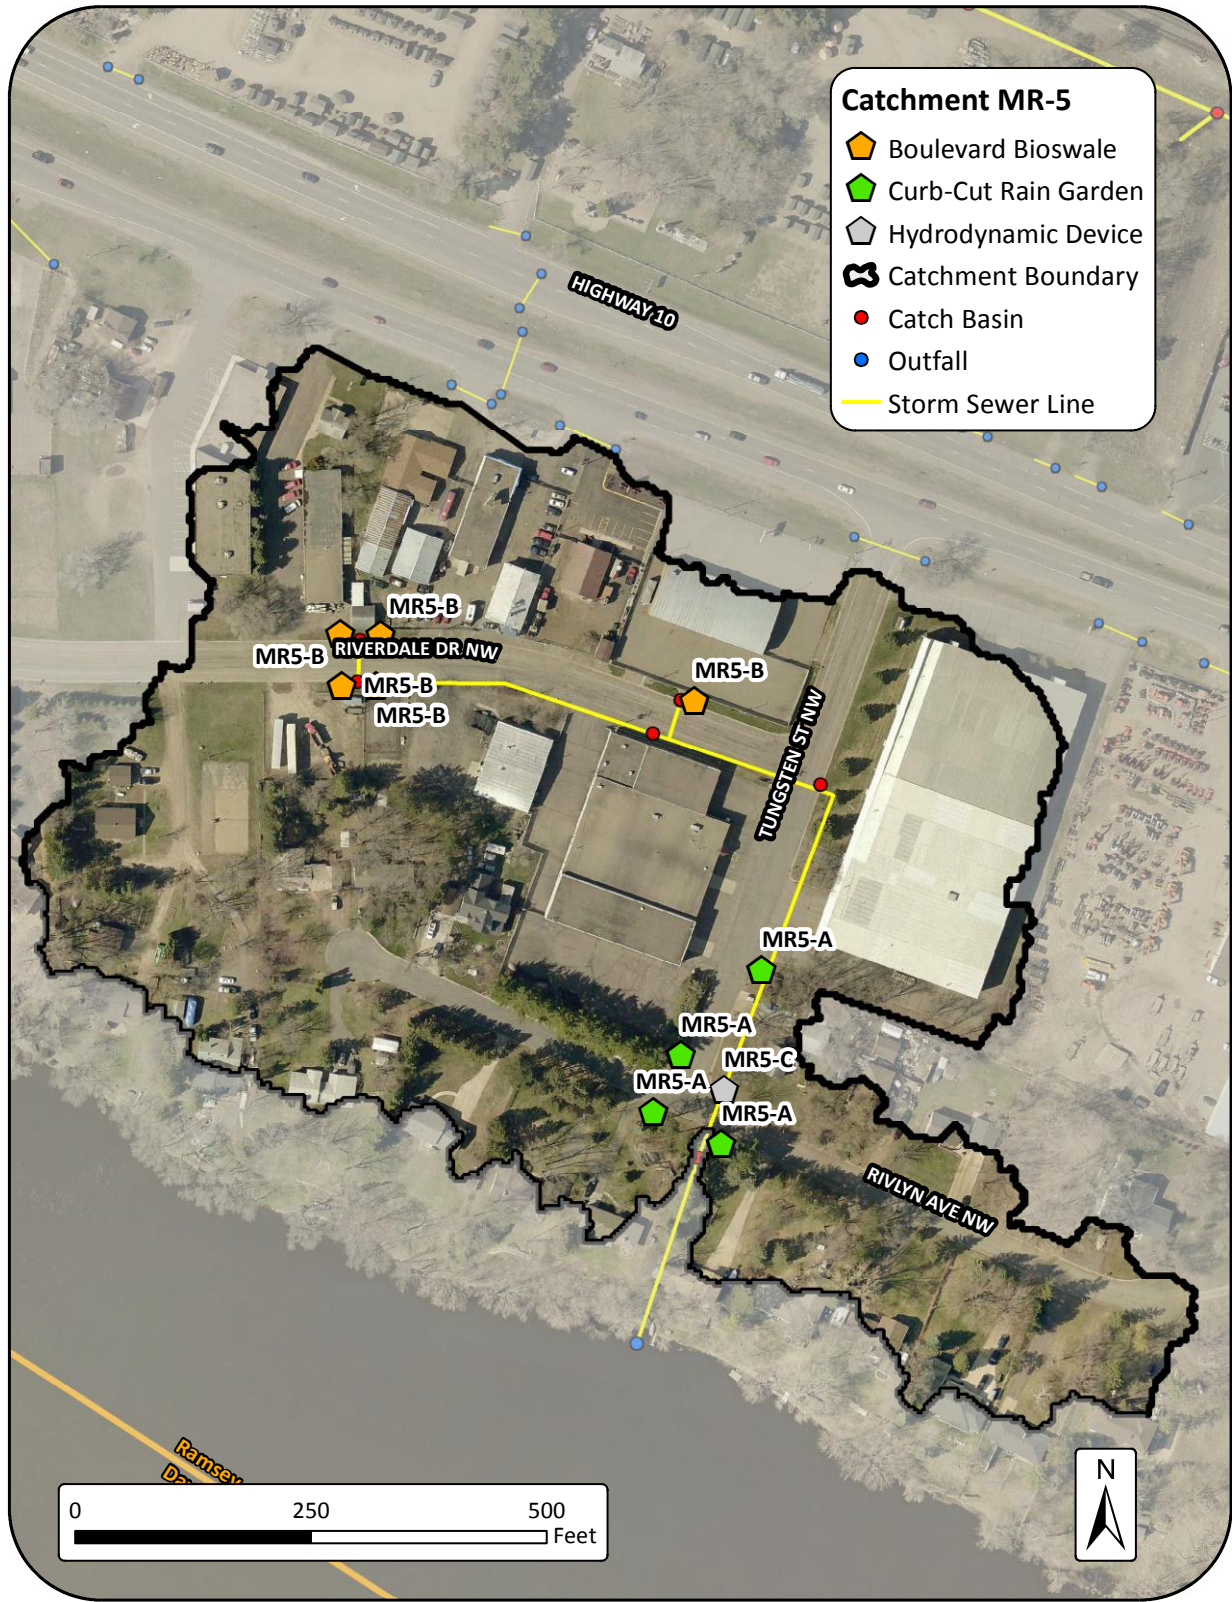 Catchment MR-5
Boulevard Bioswale
Curb-Cut Rain Garden
Hydrodynamic Device
Catchment Boundary
Catch Basin
Outfall
Storm Sewer Line
HIGHWAY 10
MR5-B
MR5-B
RIVERDALE DR NW
MR5-B
MR5-B
MR5-B
TUNGSTEN ST NW
MR5-A
MR5-A
MR5-C
MR5-A
MR5-A
RIVLYN AVE NW
Ramsey
0 250 500
Feet
N